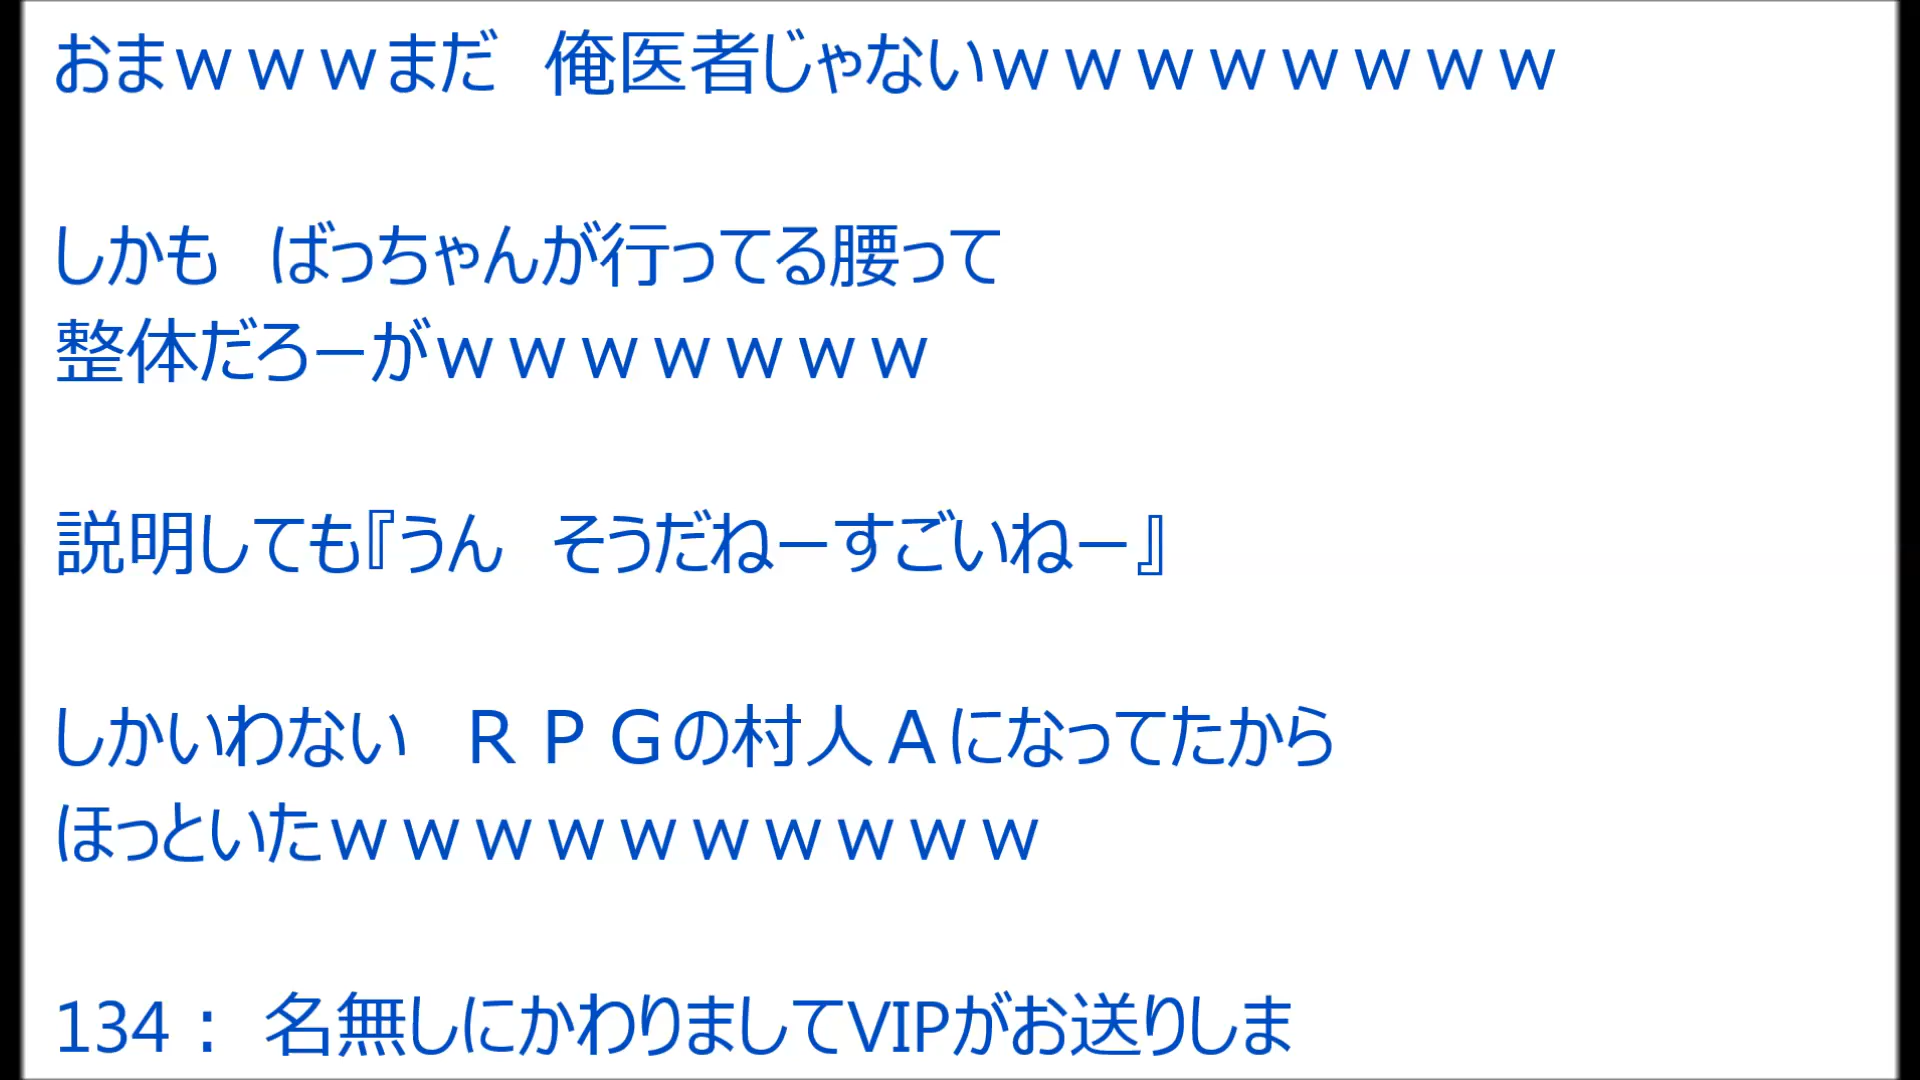 おまｗｗｗまだ　俺医者じゃないｗｗｗｗｗｗｗｗ
しかも　ばっちゃんが行ってる腰って
整体だろーがｗｗｗｗｗｗｗ
説明しても『うん　そうだねーすごいねー』
しかいわない　ＲＰＧの村人Ａになってたから
ほっといたｗｗｗｗｗｗｗｗｗｗ
134： 名無しにかわりましてVIPがお送りしま